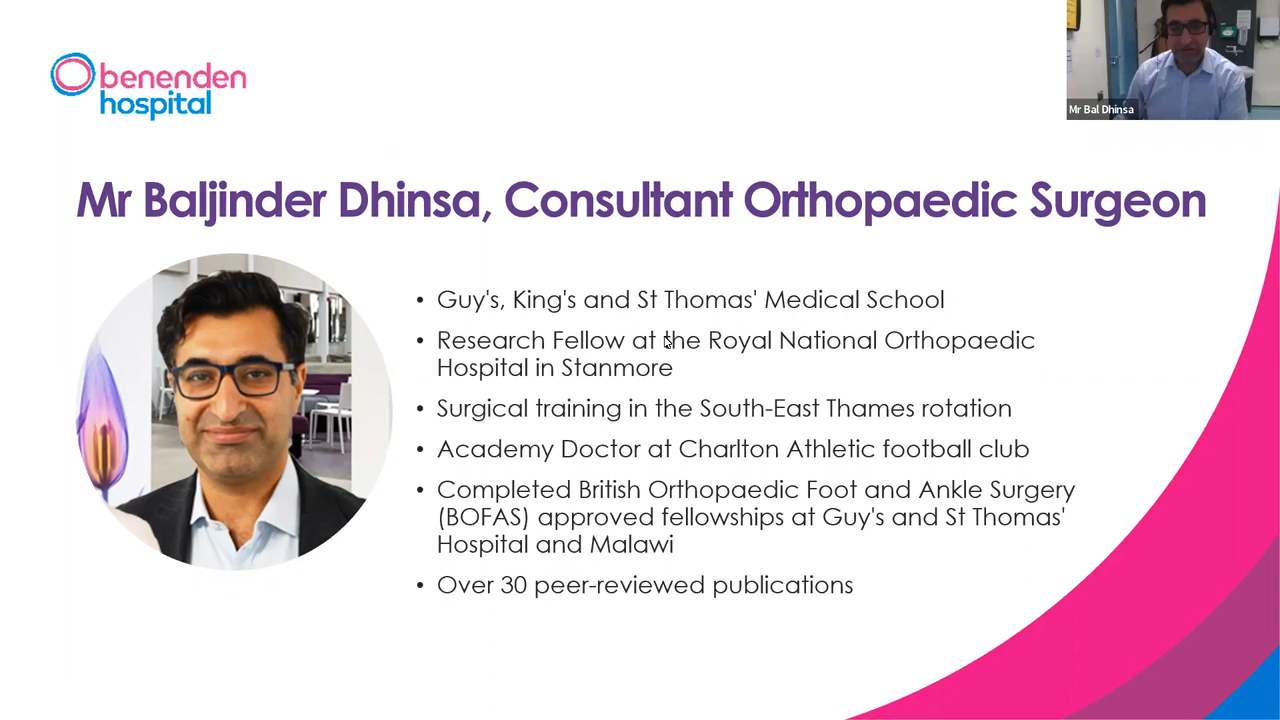 benenden
hospital
Mr Bal Dhinsa
Mr Baljinder Dhinsa, Consultant Orthopaedic Surgeon
• Guy's, King's and St Thomas' Medical School
• Research Fellow at the Royal National Orthopaedic
Hospital in Stanmore
• Surgical training in the South-East Thames rotation
• Academy Doctor at Charlton Athletic football club
• Completed British Orthopaedic Foot and Ankle Surgery
(BOFAS) approved fellowships at Guy's and St Thomas'
Hospital and Malawi
• Over 30 peer-reviewed publications